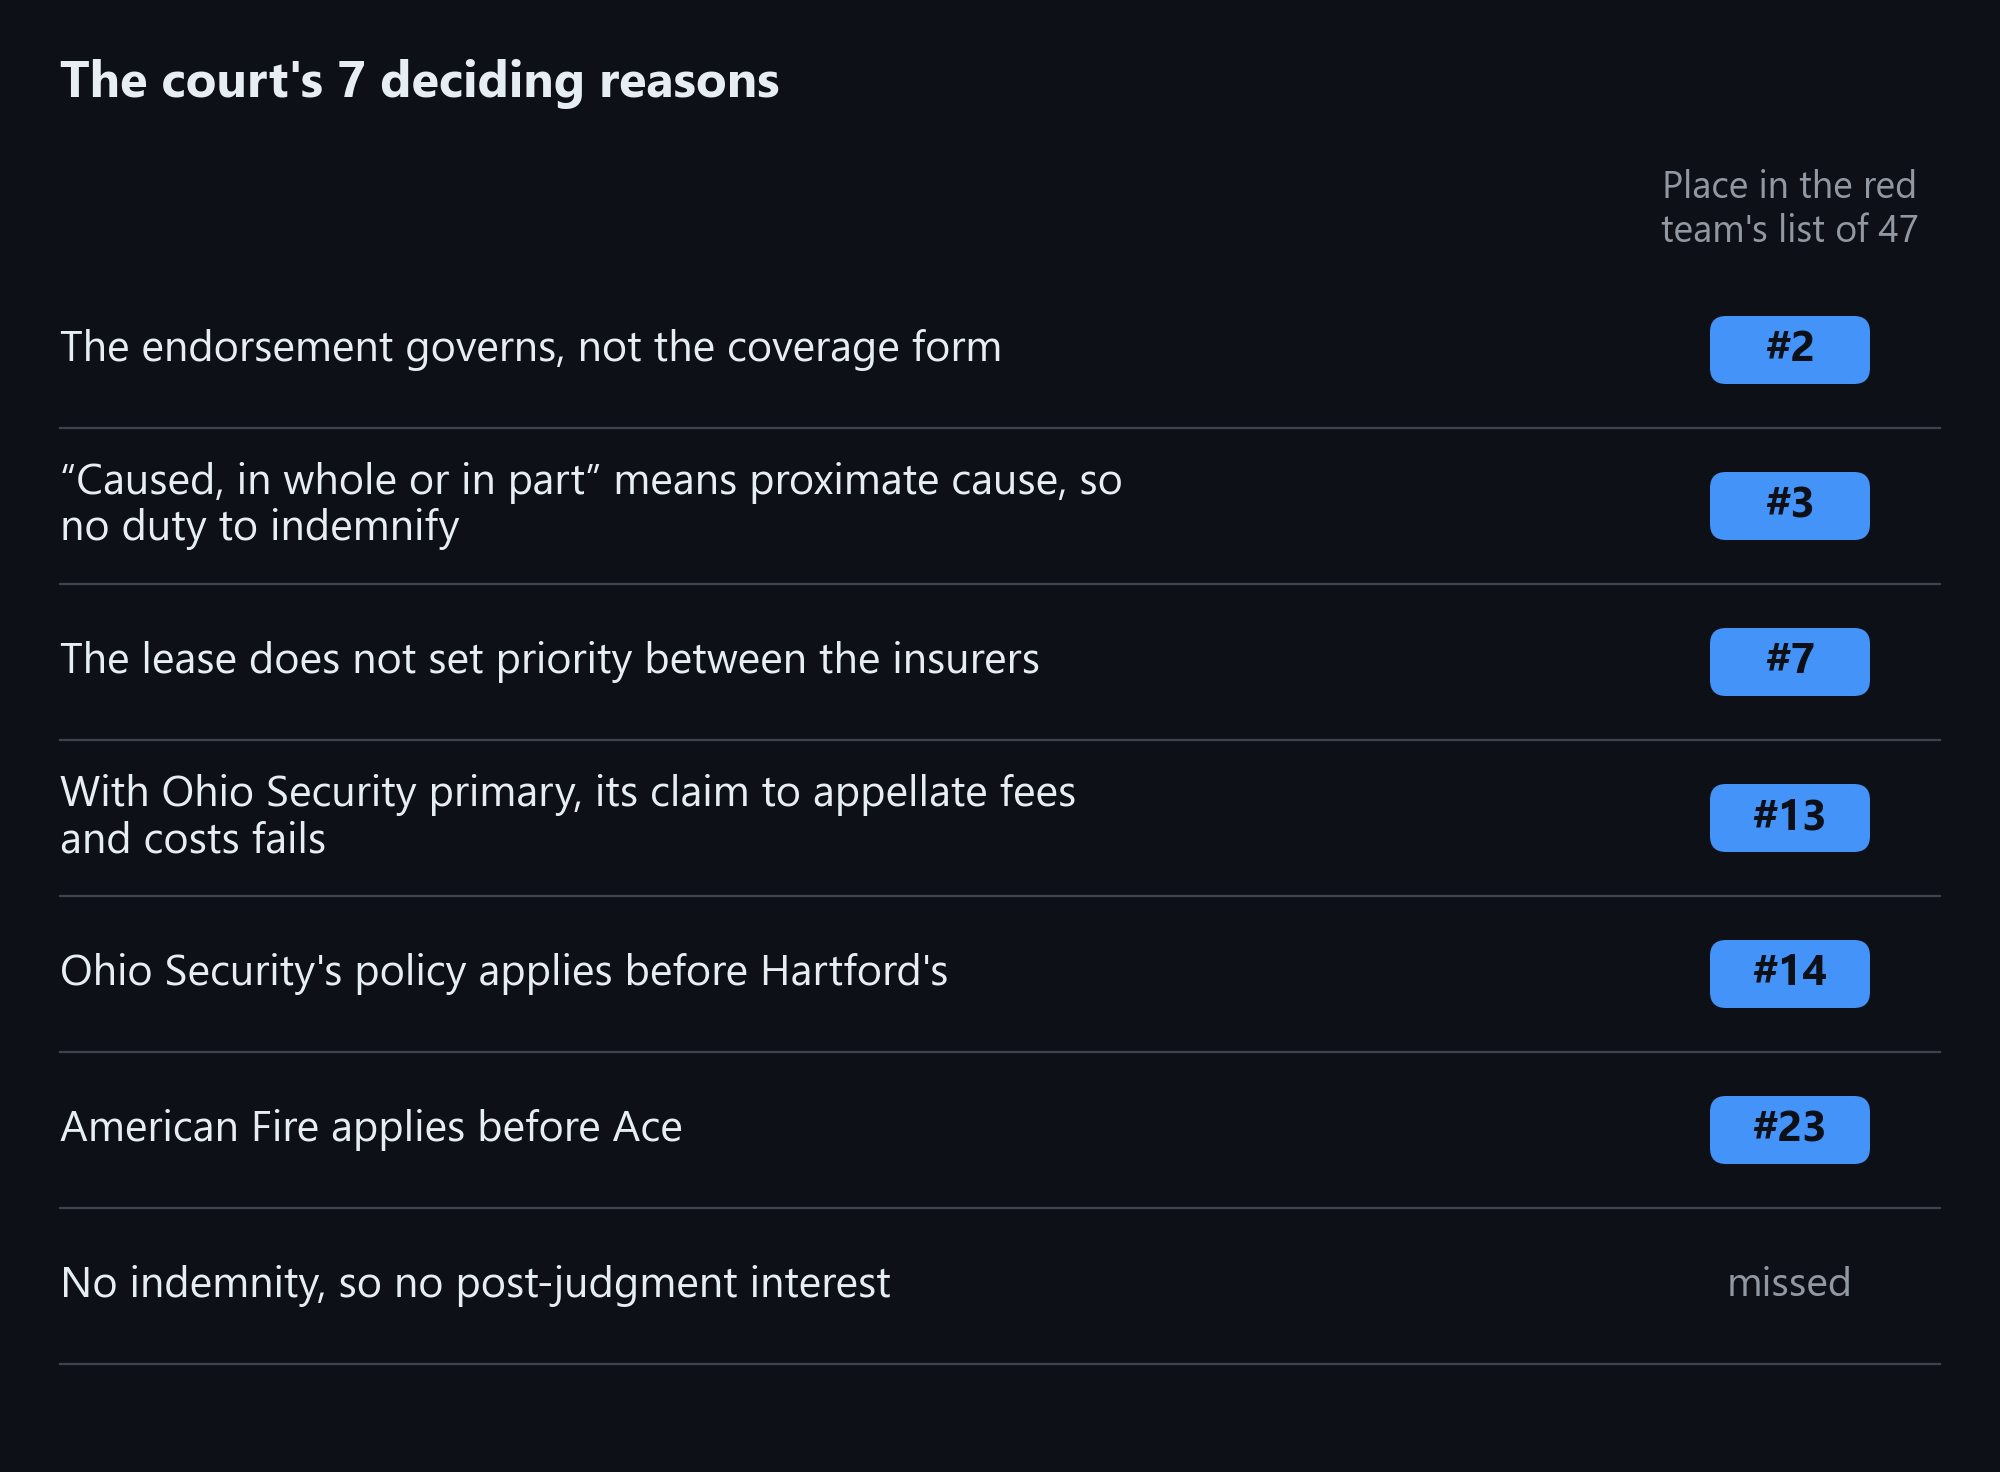 The court's 7 deciding reasons
Place in the red
team's list of 47
The endorsement governs, not the coverage form
#2
“Caused, in whole or in part” means proximate cause, so
no duty to indemnify
#3
The lease does not set priority between the insurers
#7
With Ohio Security primary, its claim to appellate fees
and costs fails
#13
Ohio Security's policy applies before Hartford's
#14
American Fire applies before Ace
#23
No indemnity, so no post-judgment interest
missed